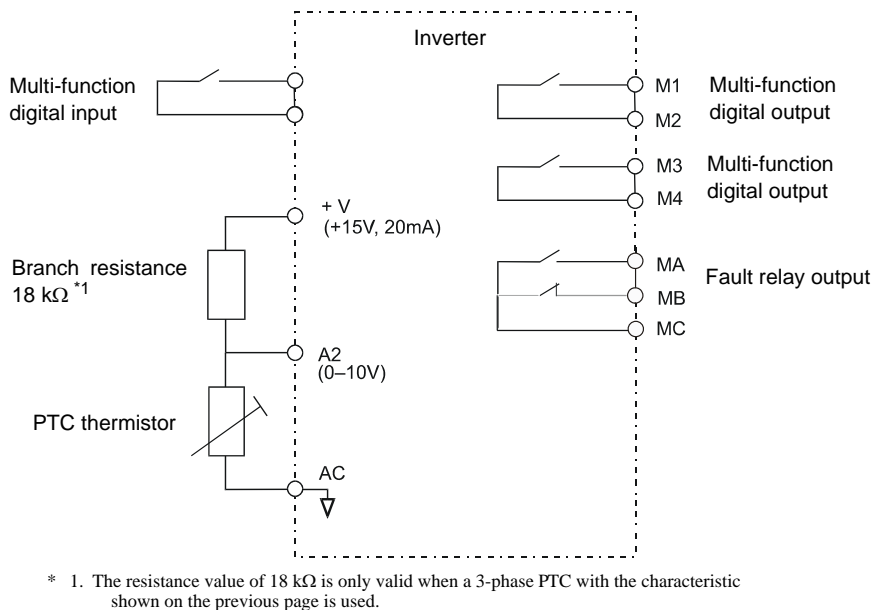 Inverter
Multi-function
digital input
M1
M2
Multi-function
digital output
M3
M4
Multi-function
digital output
+ V
(+15V, 20mA)
Branch resistance
18 kΩ *1
MA
MB
MC
Fault relay output
A2
(0–10V)
PTC thermistor
AC
* 1. The resistance value of 18 kΩ is only valid when a 3-phase PTC with the characteristic
shown on the previous page is used.